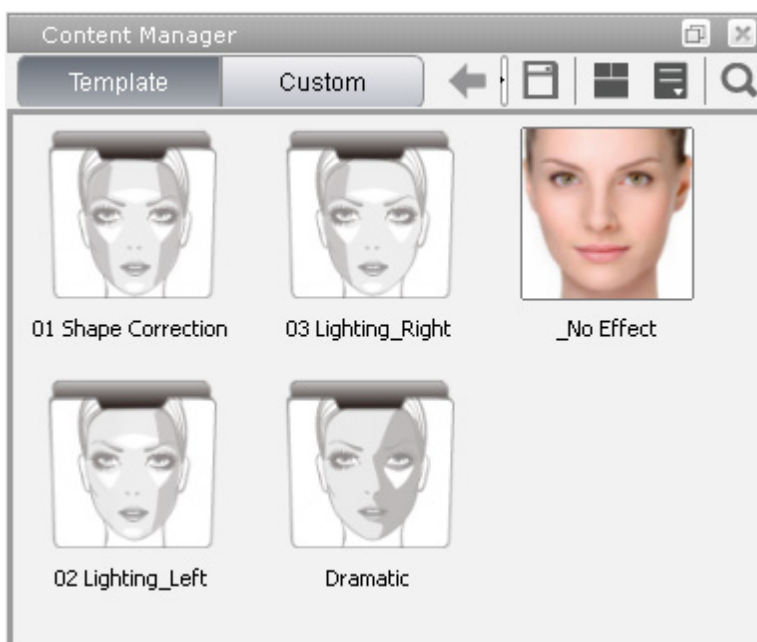 Content Manager
Template
Custom
01 Shape Correction
03 Lighting_Right
_No Effect
02 Lighting_Left
Dramatic